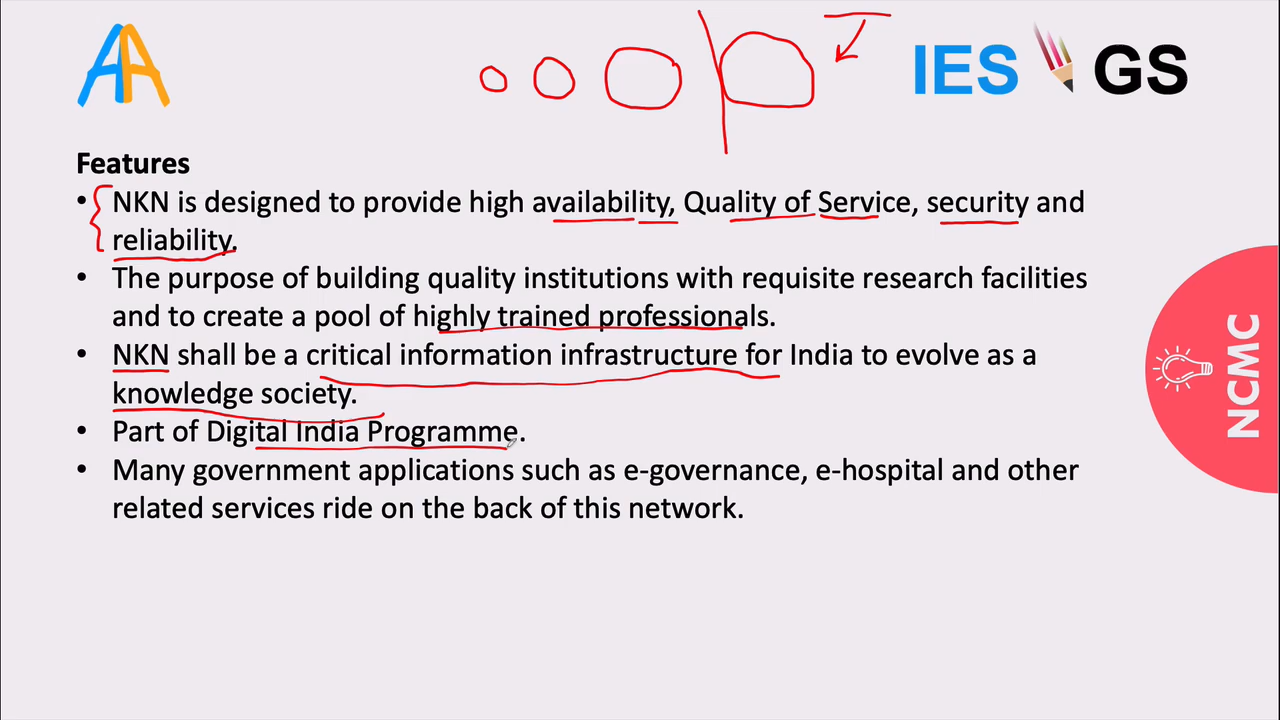 IES GS
Features
• NKN is designed to provide high availability, Quality of Service, security and
reliability.
• The purpose of building quality institutions with requisite research facilities
and to create a pool of highly trained professionals.
• NKN shall be a critical information infrastructure for India to evolve as a
knowledge society.
• Part of Digital India Programme.
• Many government applications such as e-governance, e-hospital and other
related services ride on the back of this network.
NCMC